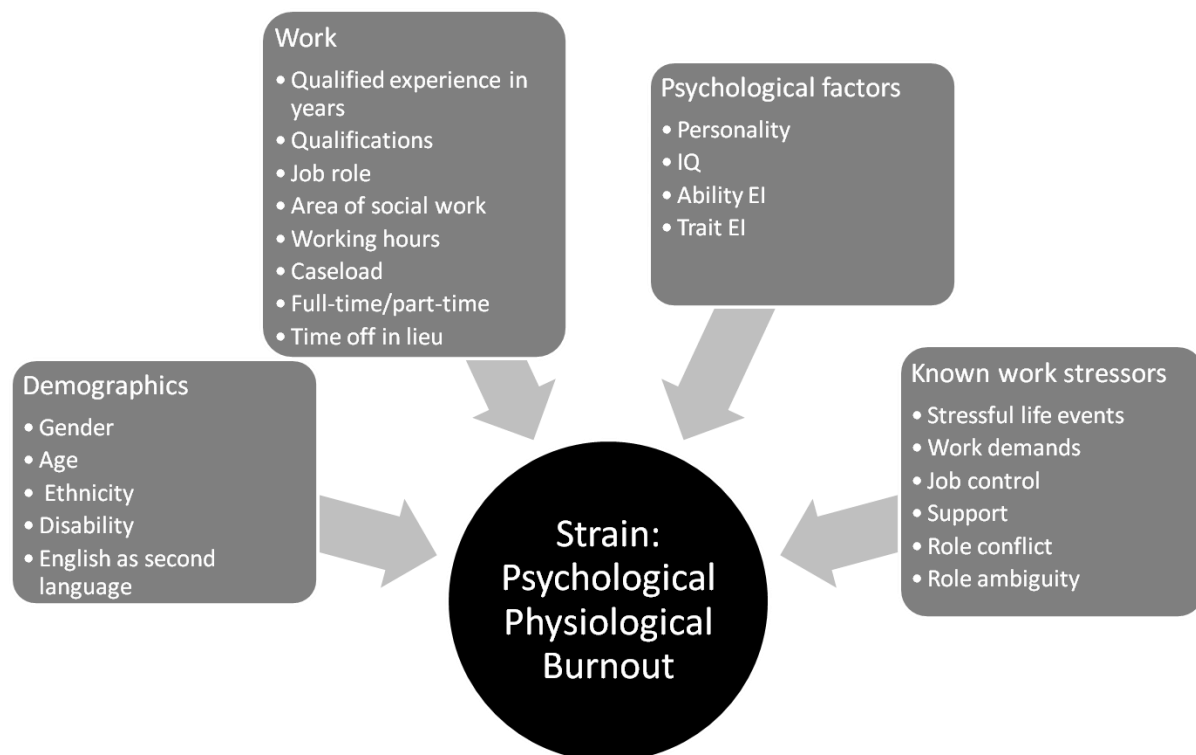 Work
• Qualified experience in
years
• Qualifications
• Job role
• Area of social work
• Working hours
• Caseload
• Full-time/part-time
• Time off in lieu
Psychological factors
• Personality
• IQ
• Ability EI
• Trait EI
Demographics
• Gender
• Age
• Ethnicity
• Disability
• English as second
language
Known work stressors
• Stressful life events
• Work demands
• Job control
• Support
• Role conflict
• Role ambiguity
Strain:
Psychological
Physiological
Burnout